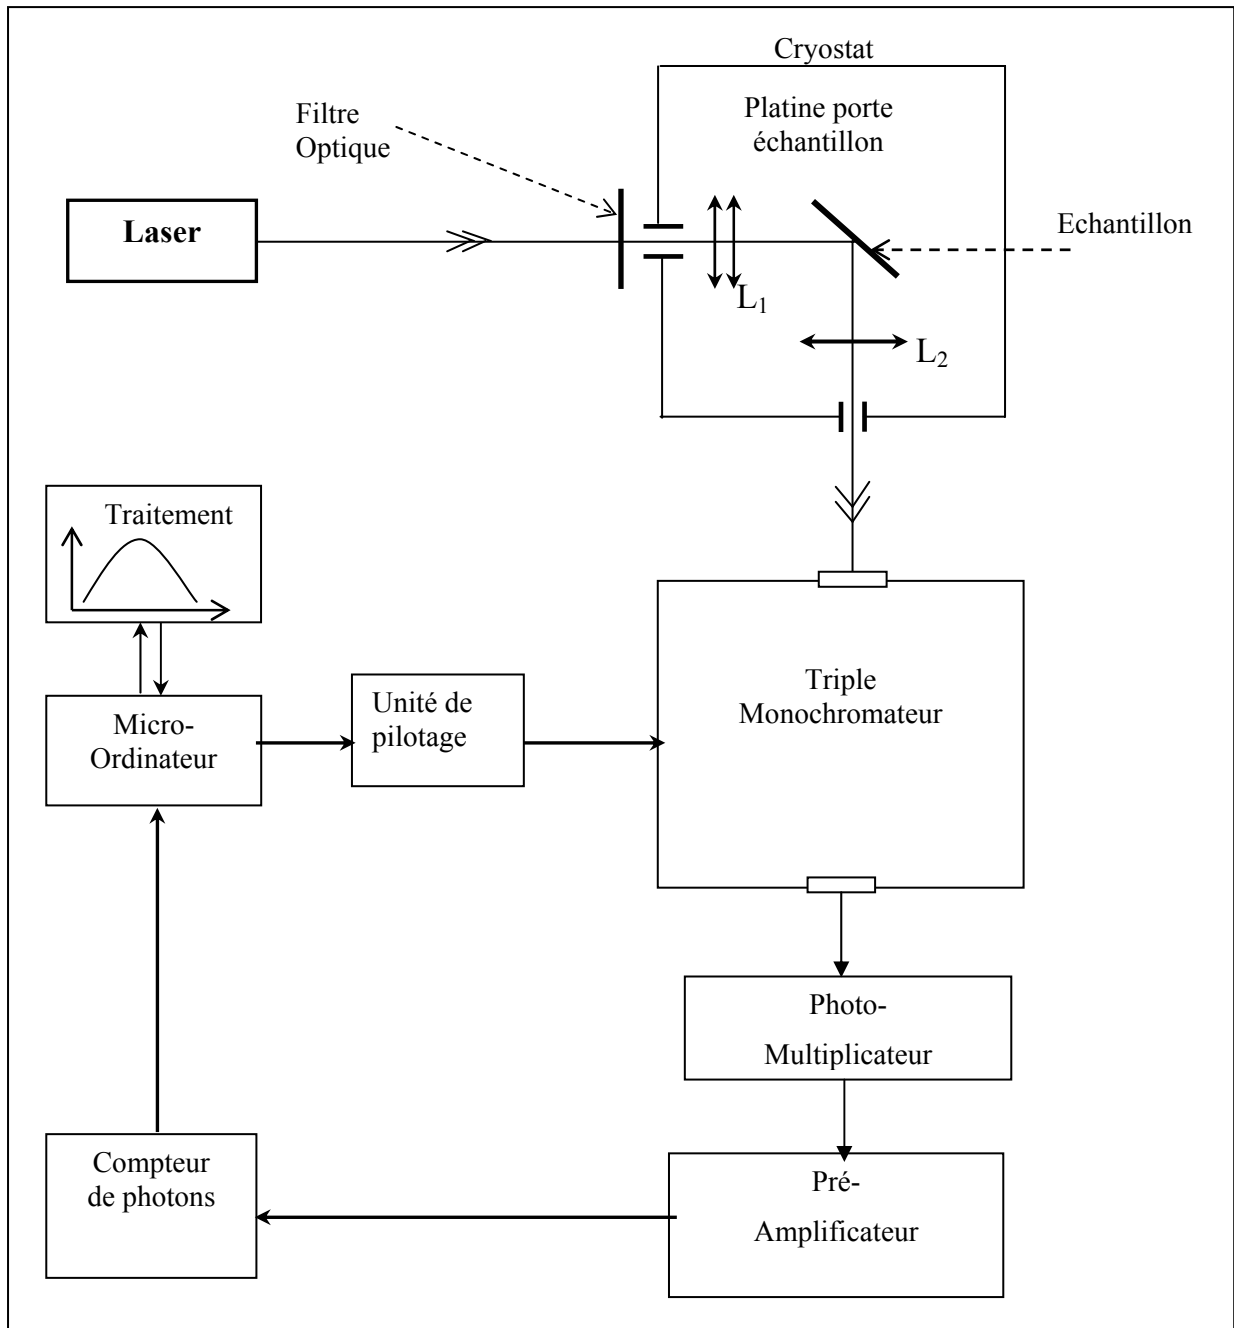 Cryostat
Platine porte
échantillon
Filtre
Optique
Laser
Echantillon
L1
L2
Traitement
Triple
Monochromateur
Unité de
pilotage
Micro-
Ordinateur
Photo-
Multiplicateur
Compteur
de photons
Pré-
Amplificateur